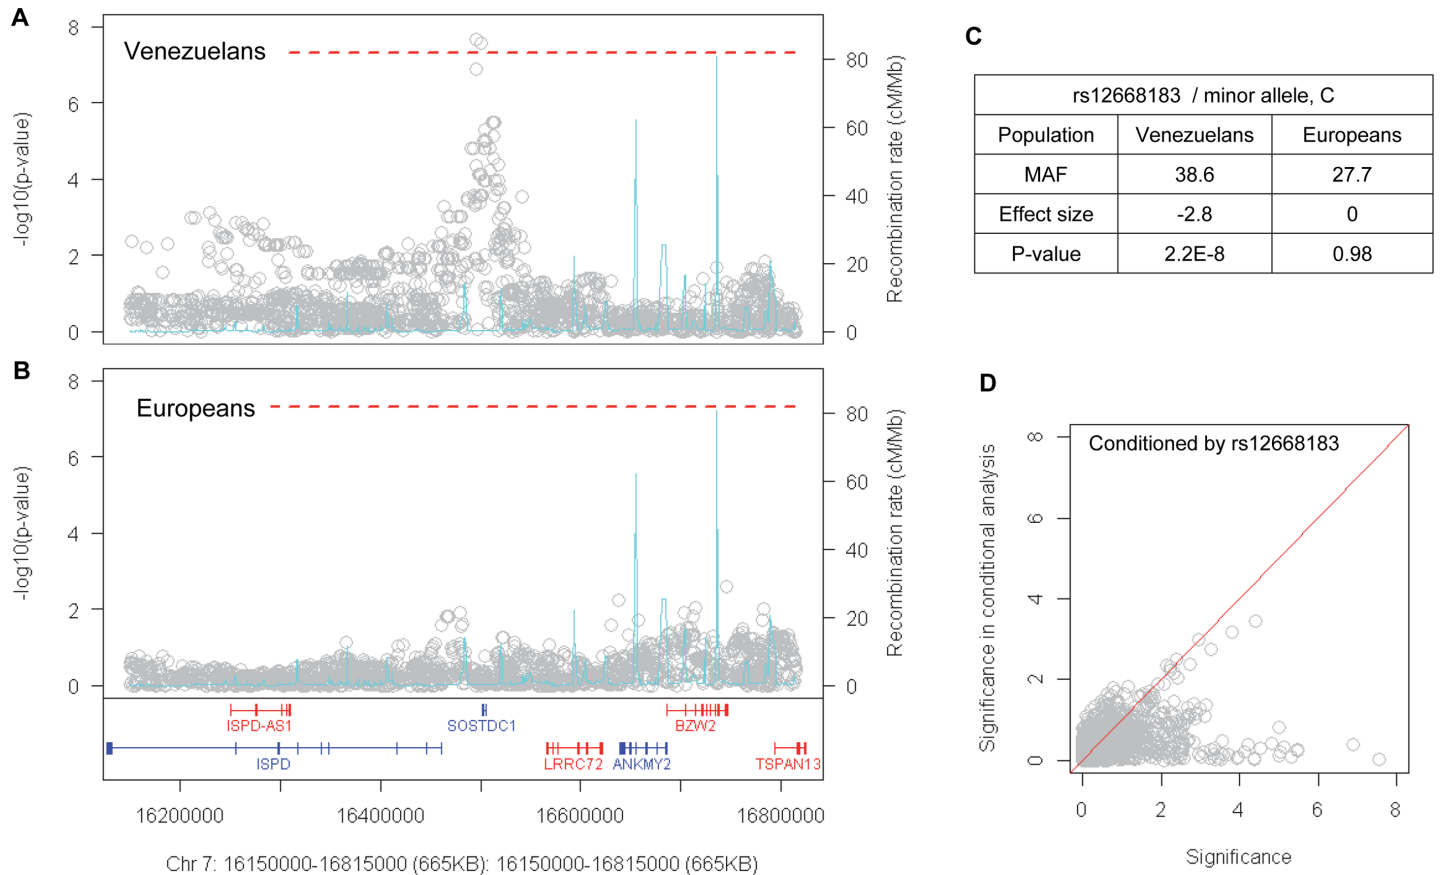 A
Venezuelans
-log10(p-value)
8
6
4
2
0
Recombination rate (cM/Mb)
80
60
40
20
0
B
Europeans
-log10(p-value)
8
6
4
2
0
Recombination rate (cM/Mb)
80
60
40
20
0
ISPD-AS1
SOSTDC1
BZW2
ISPD
LRRC72
ANKMY2
TSPAN13
16200000 16400000 16600000 16800000
Chr 7: 16150000-16815000 (665KB): 16150000-16815000 (665KB)
C
rs12668183 / minor allele, C
Population Venezuelans Europeans
MAF 38.6 27.7
Effect size -2.8 0
P-value 2.2E-8 0.98
D
Conditioned by rs12668183
Significance in conditional analysis
8
6
4
2
0
0 2 4 6 8
Significance